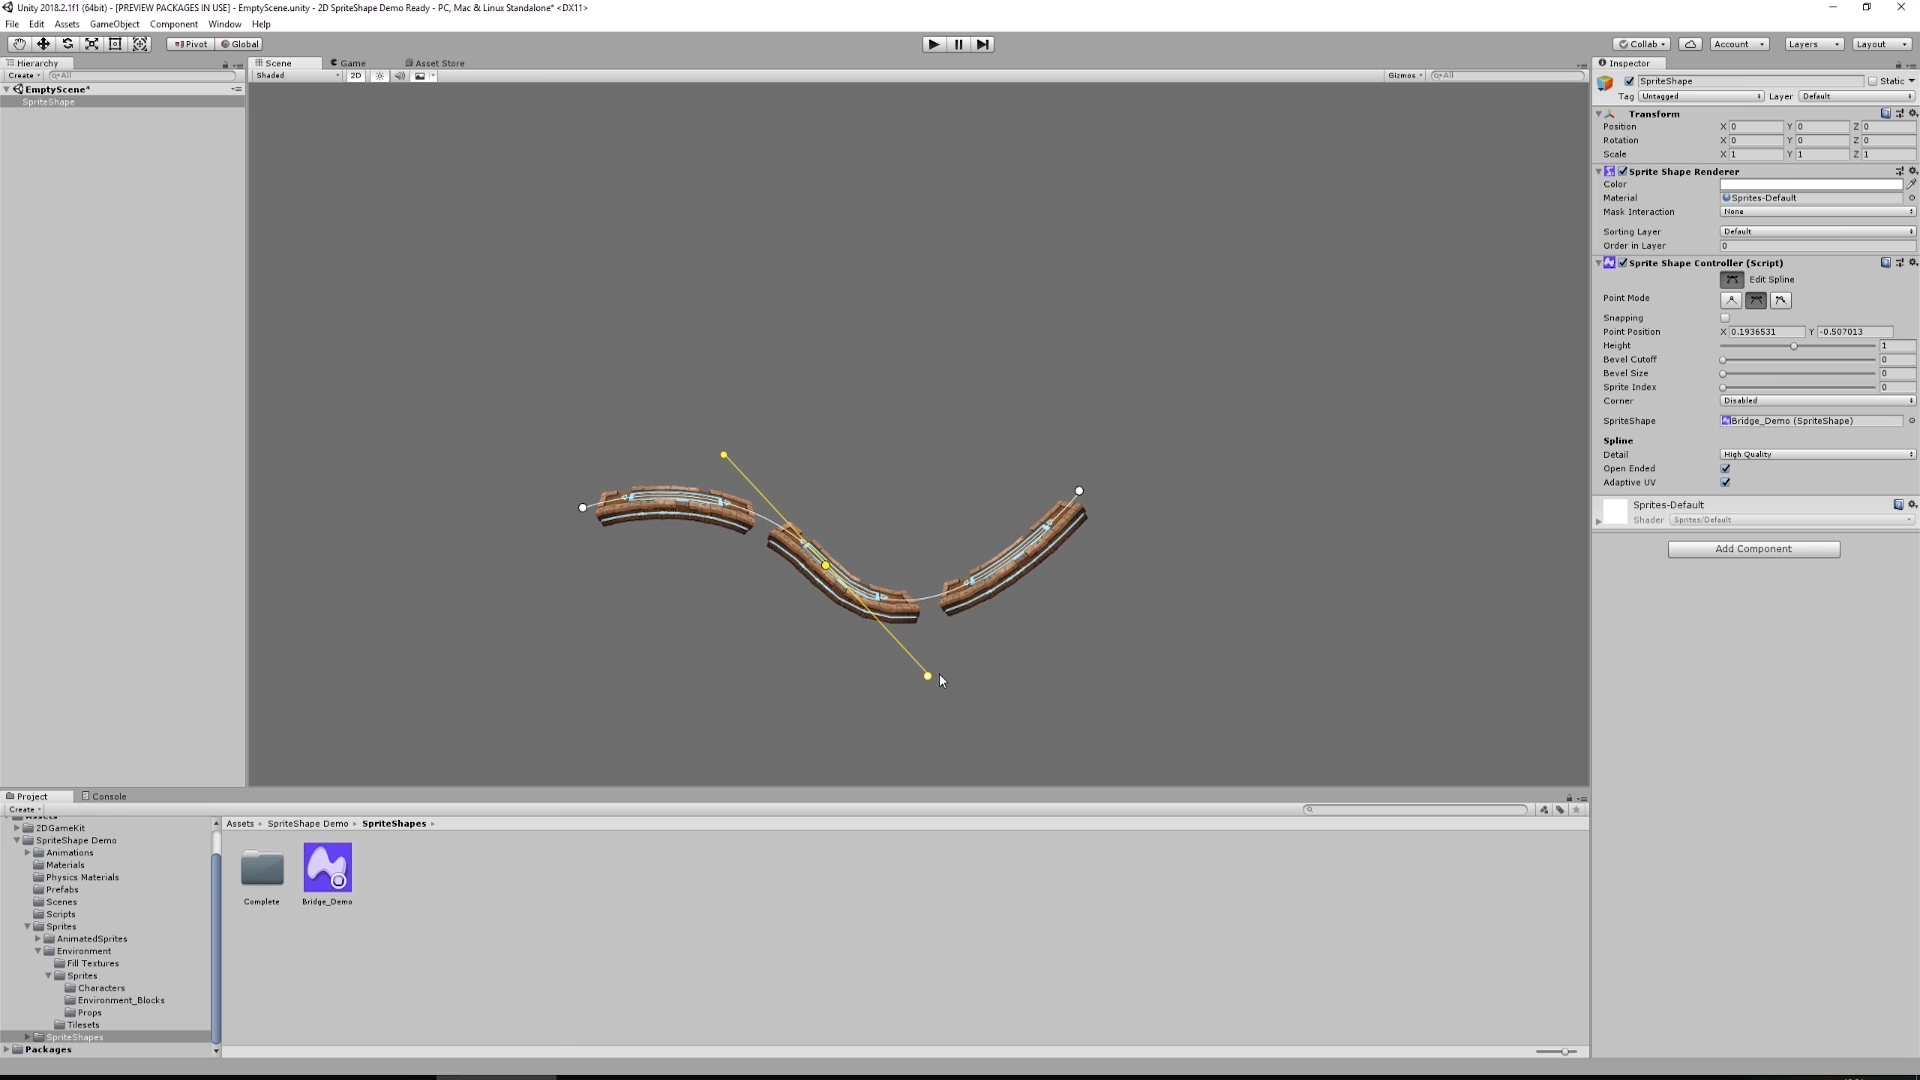 Unity 2018.2.1f1 (64bit) - [PREVIEW PACKAGES IN USE] - EmptyScene.unity - 2D SpriteShape Demo Ready - PC, Mac & Linux Standalone* <DX11>
File Edit Assets GameObject Component Window Help
Pivot Global Collab Account Layers Layout
Hierarchy Scene Game Asset Store Inspector
Create All Shaded 2D Gizmos All
EmptyScene*
SpriteShape
SpriteShape Static
Tag Untagged Layer Default
Transform
Position X 0 Y 0 Z 0
Rotation X 0 Y 0 Z 0
Scale X 1 Y 1 Z 1
Sprite Shape Renderer
Color
Material Sprites-Default
Mask Interaction None
Sorting Layer Default
Order in Layer 0
Sprite Shape Controller (Script)
Edit Spline
Point Mode
Snapping
Point Position X 0.1936531 Y -0.507013
Height 1
Bevel Cutoff 0
Bevel Size 0
Sprite Index 0
Corner Disabled
SpriteShape Bridge_Demo (SpriteShape)
Spline
Detail High Quality
Open Ended
Adaptive UV
Sprites-Default
Shader Sprites/Default
Add Component
Project Console
Create
Assets
2DGameKit
SpriteShape Demo
Animations
Materials
Physics Materials
Prefabs
Scenes
Scripts
Sprites
AnimatedSprites
Environment
Fill Textures
Sprites
Characters
Environment_Blocks
Props
Tilesets
SpriteShapes
Packages
Assets SpriteShape Demo SpriteShapes
Complete Bridge_Demo